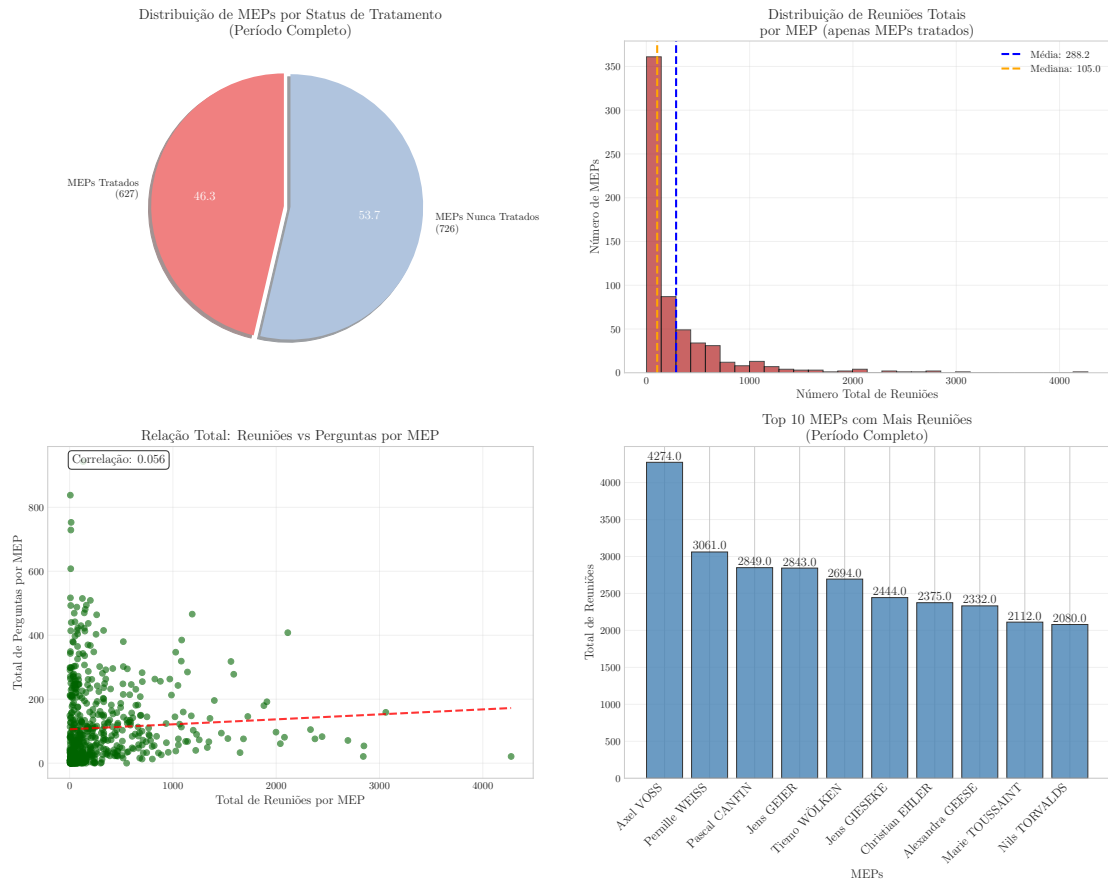 Distribuição de MEPs por Status de Tratamento
(Período Completo)
MEPs Tratados
(627)
46.3
53.7
MEPs Nunca Tratados
(726)
Distribuição de Reuniões Totais
por MEP (apenas MEPs tratados)
Média: 288.2
Mediana: 105.0
Número de MEPs
350
300
250
200
150
100
50
0
0
1000
2000
3000
4000
Número Total de Reuniões
Relação Total: Reuniões vs Perguntas por MEP
Correlação: 0.056
Total de Perguntas por MEP
800
600
400
200
0
0
1000
2000
3000
4000
Total de Reuniões por MEP
Top 10 MEPs com Mais Reuniões
(Período Completo)
Total de Reuniões
4000
3500
3000
2500
2000
1500
1000
500
0
4274.0
3061.0
2849.0
2843.0
2694.0
2444.0
2375.0
2332.0
2112.0
2080.0
Axel VOSS
Pernille WEISS
Pascal CANFIN
Jens GEIER
Tiemo WÖLKEN
Jens GIESEKE
Christian EHLER
Alexandra GEESE
Marie TOUSSAINT
Nils TORVALDS
MEPs